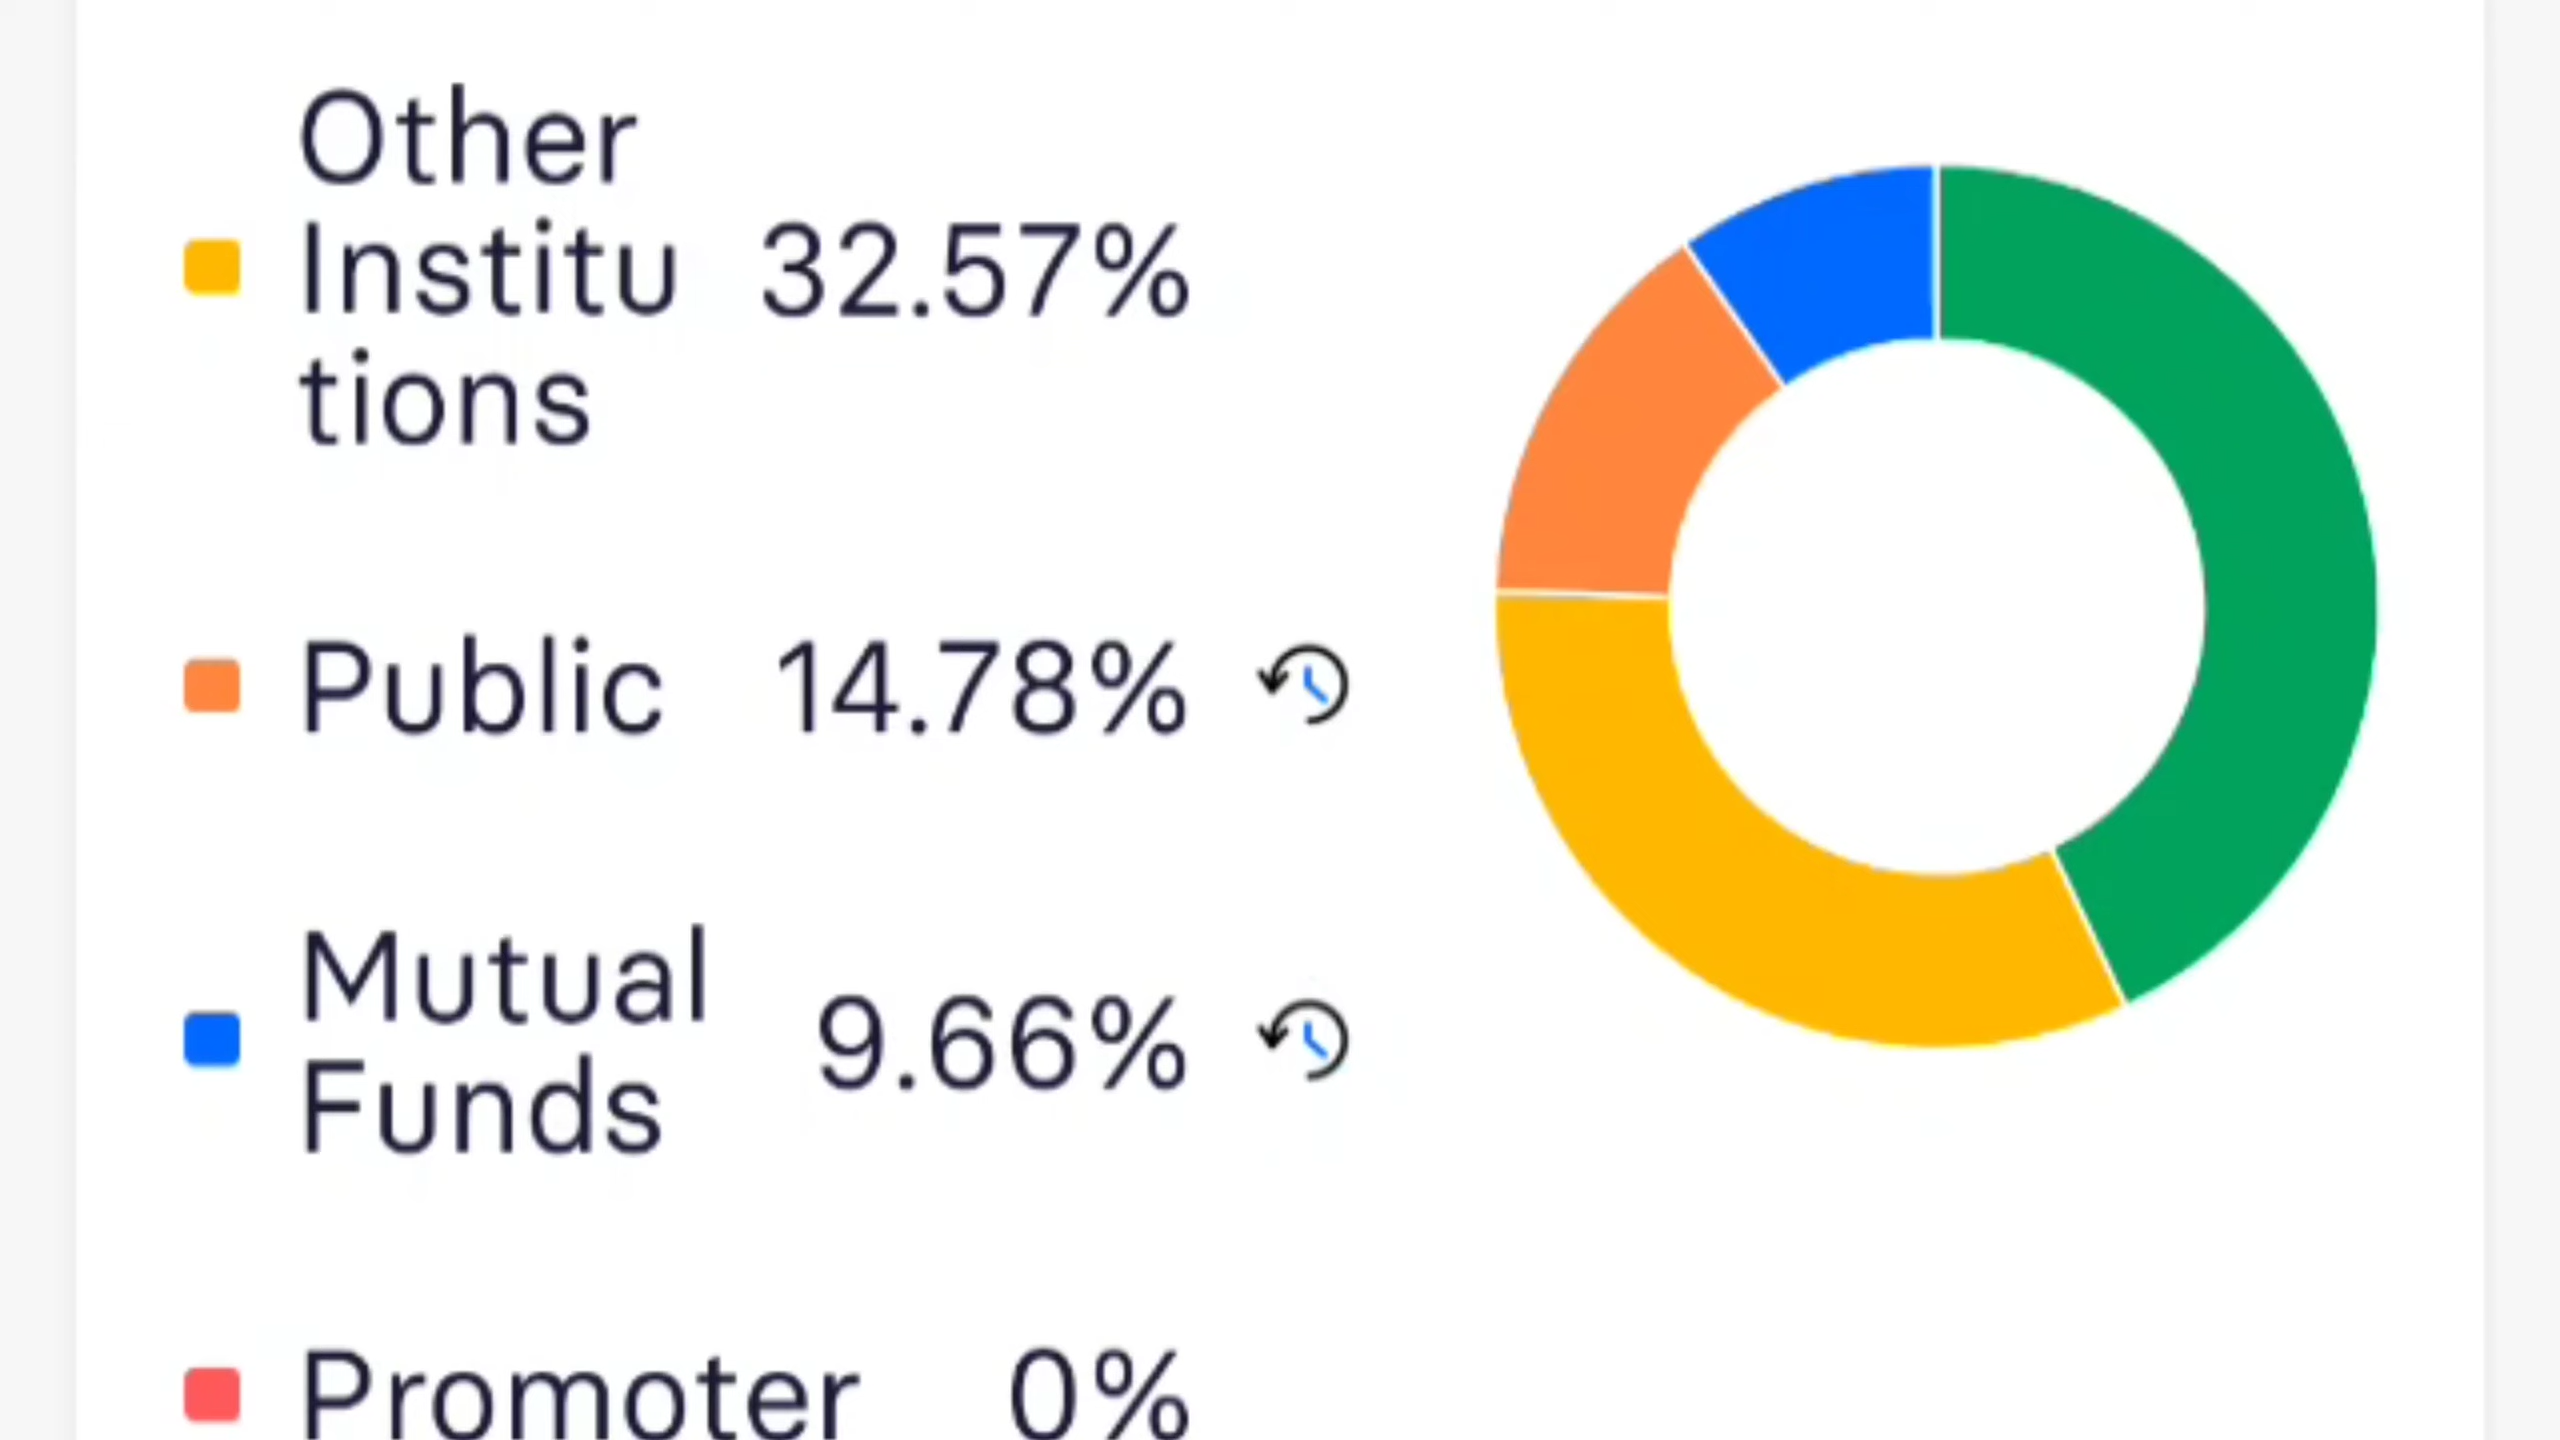 Other
Institu 32.57%
tions
Public 14.78%
Mutual
9.66%
Funds
Promoter 0%